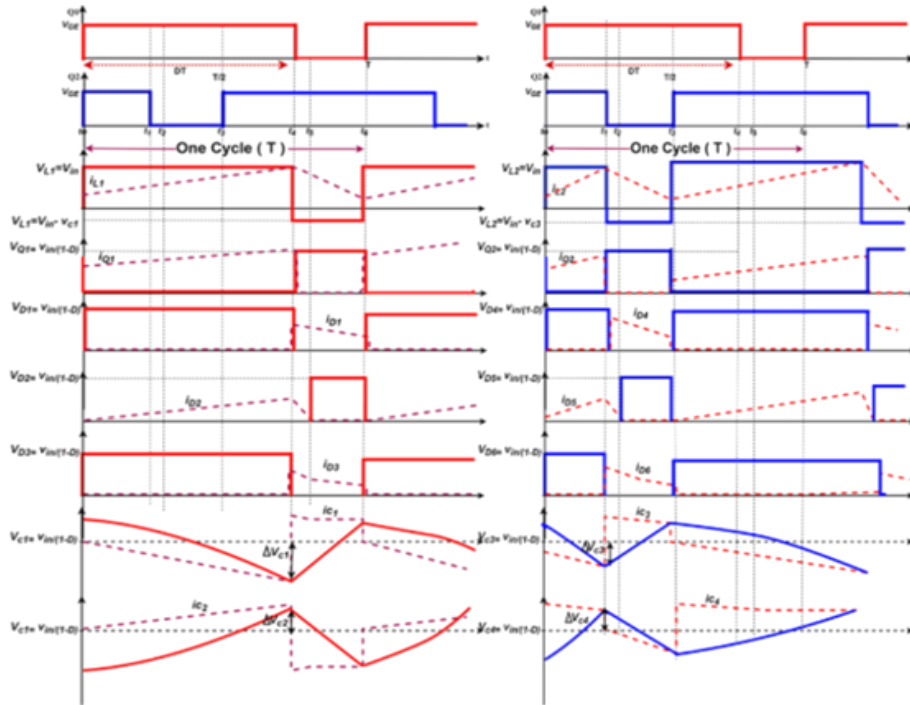 Q1
VGE
t
DT
T/2
T
Q2
VGE
t1
t2
t3
t4
t5
t6
t
One Cycle ( T )
VL1=Vin
iL1
VL1=Vin- vc1
VQ1= vin/(1-D)
iQ1
VD1= vin/(1-D)
iD1
VD2= vin/(1-D)
iD2
VD3= vin/(1-D)
iD3
Vc1= vin/(1-D)
ic1
ΔVc1
Vc1= vin/(1-D)
ic2
ΔVc2
VGE
t
DT
T/2
T
VGE
t1
t2
t3
t4
t5
t6
t
One Cycle ( T )
VL2=Vin
iL2
VL2=Vin- vc3
VQ2= vin/(1-D)
iQ2
VD4= vin/(1-D)
iD4
VD5= vin/(1-D)
iD5
VD6= vin/(1-D)
iD6
Vc3= vin/(1-D)
ic3
ΔVc3
Vc4= vin/(1-D)
ic4
ΔVc4